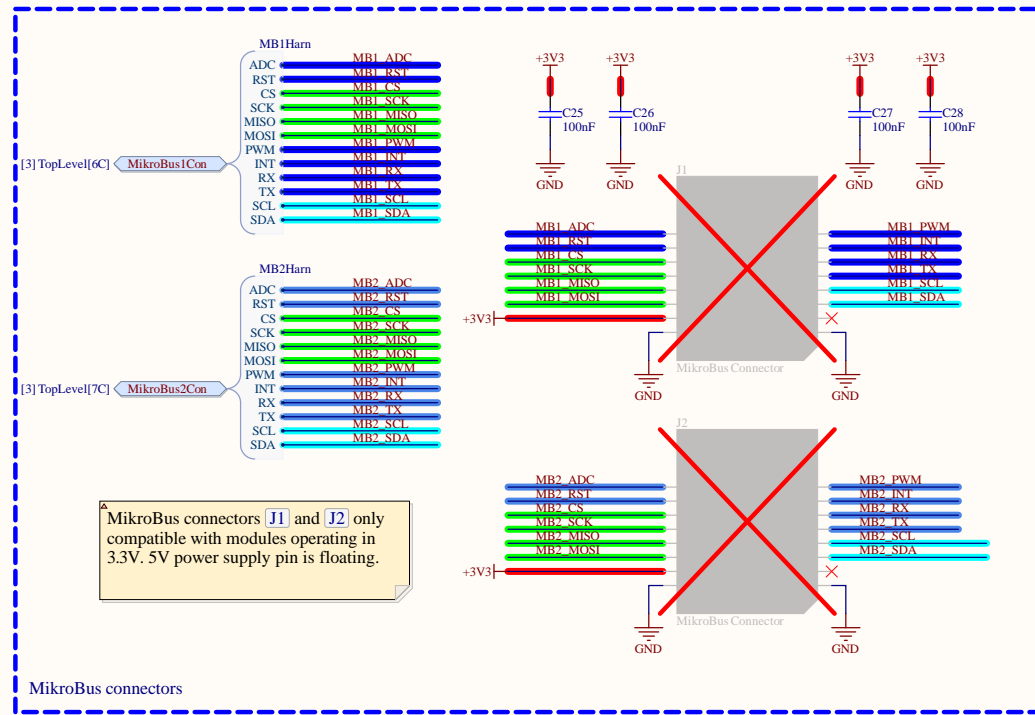 MB1Harn
ADC MB1_ADC
RST MB1_RST
CS MB1_CS
SCK MB1_SCK
MISO MB1_MISO
MOSI MB1_MOSI
PWM MB1_PWM
INT MB1_INT
RX MB1_RX
TX MB1_TX
SCL MB1_SCL
SDA MB1_SDA
[3] TopLevel[6C] MikroBus1Con
MB2Harn
ADC MB2_ADC
RST MB2_RST
CS MB2_CS
SCK MB2_SCK
MISO MB2_MISO
MOSI MB2_MOSI
PWM MB2_PWM
INT MB2_INT
RX MB2_RX
TX MB2_TX
SCL MB2_SCL
SDA MB2_SDA
[3] TopLevel[7C] MikroBus2Con
MikroBus connectors J1 and J2 only
compatible with modules operating in
3.3V. 5V power supply pin is floating.
+3V3 +3V3 +3V3 +3V3
C25 C26 C27 C28
100nF 100nF 100nF 100nF
GND GND GND GND
J1
MB1_ADC MB1_PWM
MB1_RST MB1_INT
MB1_CS MB1_RX
MB1_SCK MB1_TX
MB1_MISO MB1_SCL
MB1_MOSI MB1_SDA
+3V3
MikroBus Connector
GND GND
J2
MB2_ADC MB2_PWM
MB2_RST MB2_INT
MB2_CS MB2_RX
MB2_SCK MB2_TX
MB2_MISO MB2_SCL
MB2_MOSI MB2_SDA
+3V3
MikroBus Connector
GND GND
MikroBus connectors